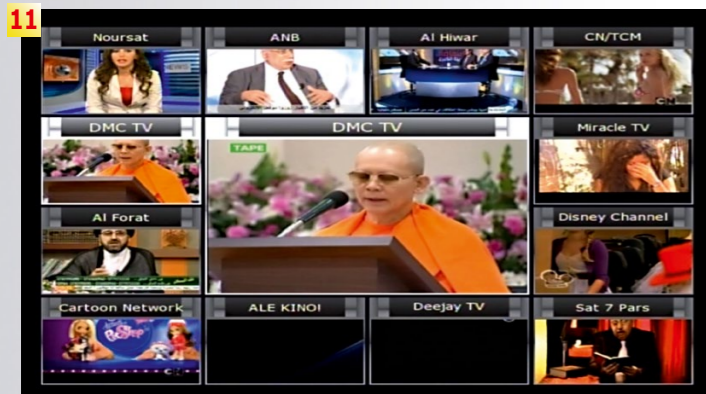 11
Noursat
ANB
Al Hiwar
CN/TCM
DMC TV
DMC TV
TAPE
Miracle TV
Al Forat
Disney Channel
Cartoon Network
ALE KINO!
Deejay TV
Sat 7 Pars